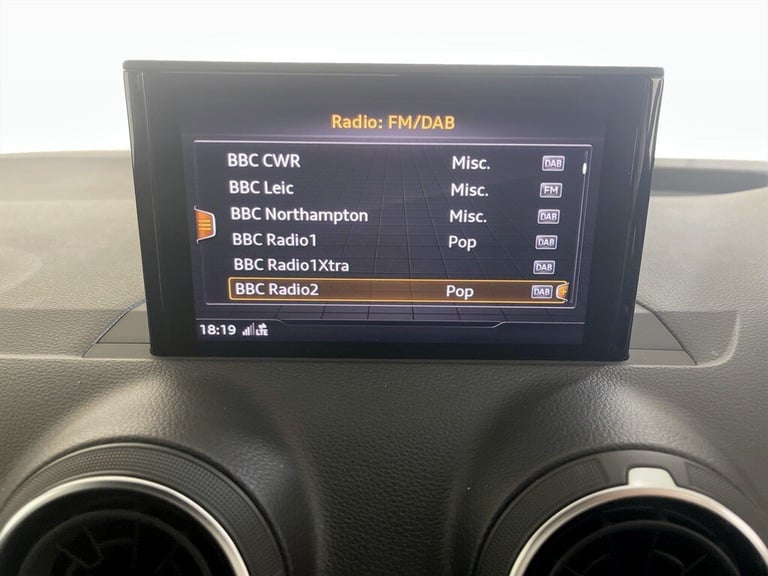 Radio: FM/DAB
BBC CWR Misc. DAB
BBC Leic Misc. FM
BBC Northampton Misc. DAB
BBC Radio1 Pop DAB
BBC Radio1Xtra DAB
BBC Radio2 Pop DAB
18:19 LTE